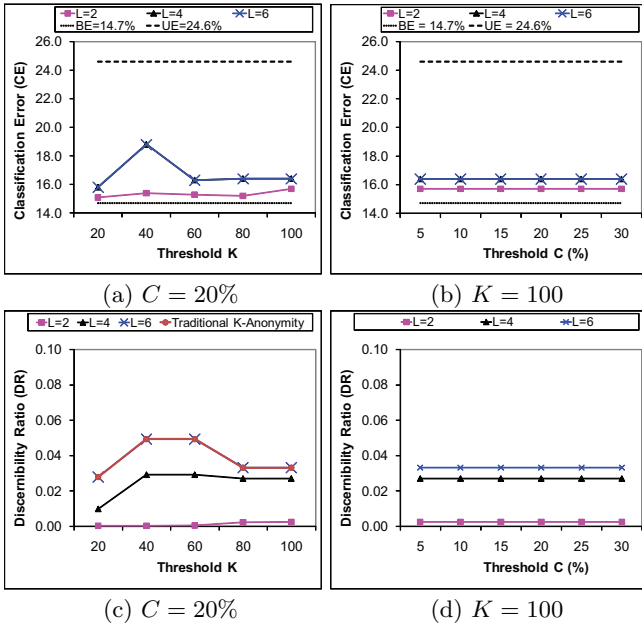 L=2 L=4 L=6
BE=14.7% UE=24.6%
26.0
24.0
22.0
20.0
18.0
16.0
14.0
Classification Error (CE)
20 40 60 80 100
Threshold K
(a) C = 20%
L=2 L=4 L=6
BE = 14.7% UE = 24.6%
26.0
24.0
22.0
20.0
18.0
16.0
14.0
Classification Error (CE)
5 10 15 20 25 30
Threshold C (%)
(b) K = 100
L=2 L=4 L=6 Traditional K-Anonymity
0.10
0.08
0.06
0.04
0.02
0.00
Discernibility Ratio (DR)
20 40 60 80 100
Threshold K
(c) C = 20%
L=2 L=4 L=6
0.10
0.08
0.06
0.04
0.02
0.00
Discernibility Ratio (DR)
5 10 15 20 25 30
Threshold C (%)
(d) K = 100